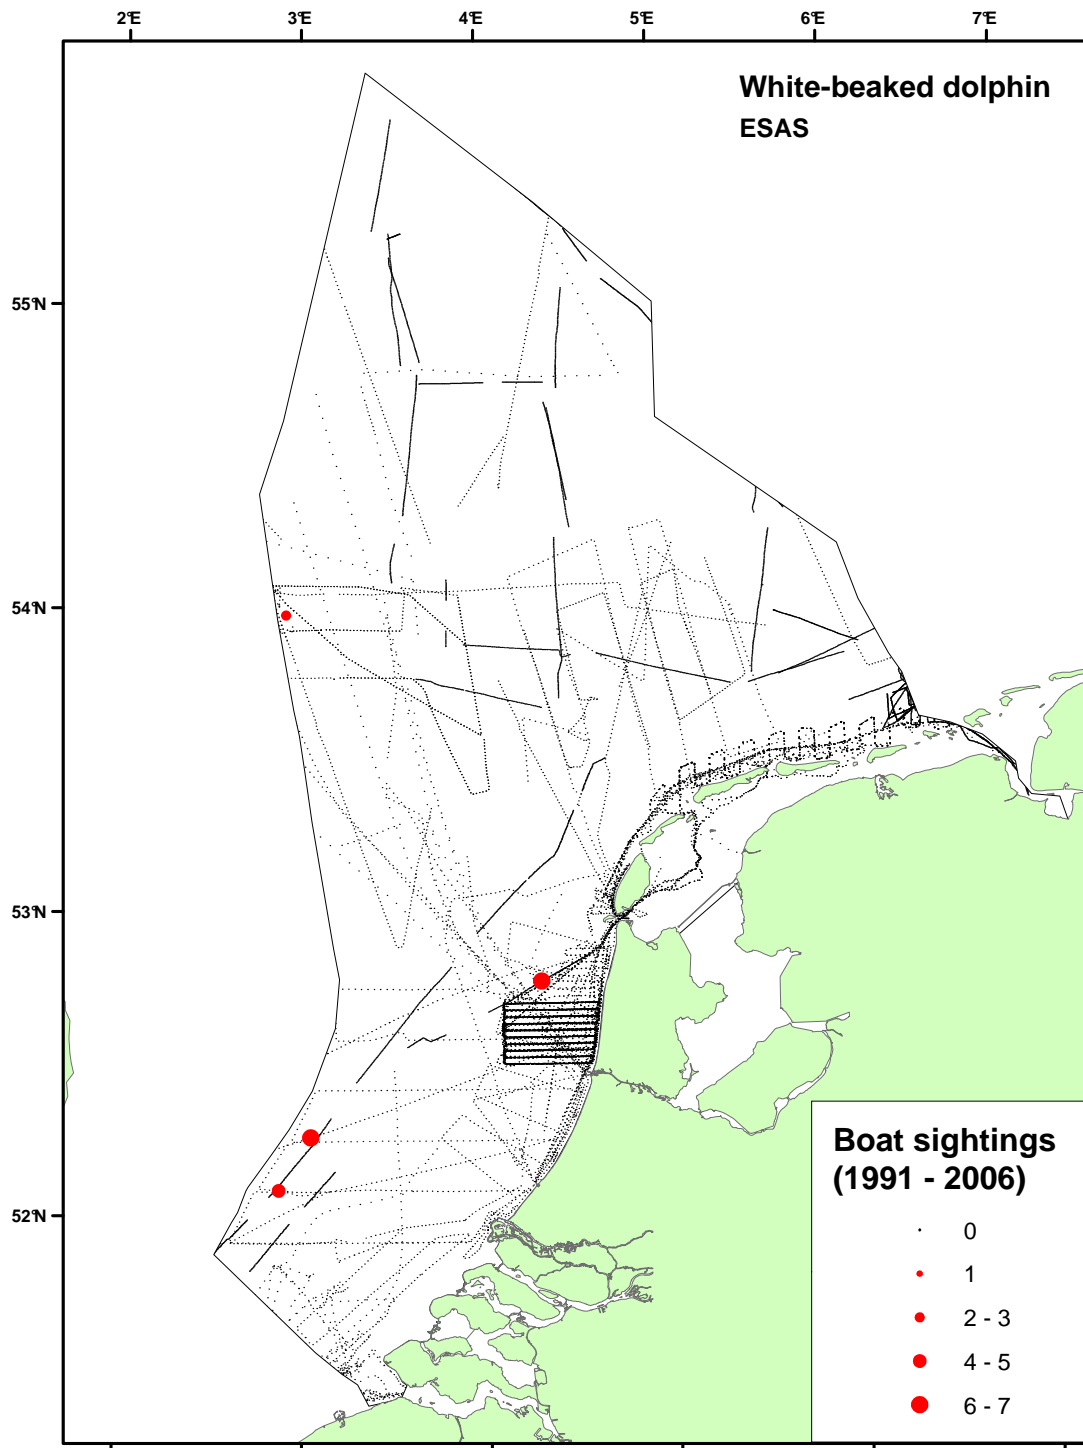 2°E 3°E 4°E 5°E 6°E 7°E
White-beaked dolphin
ESAS
55°N
54°N
53°N
52°N
Boat sightings
(1991 - 2006)
0
1
2 - 3
4 - 5
6 - 7